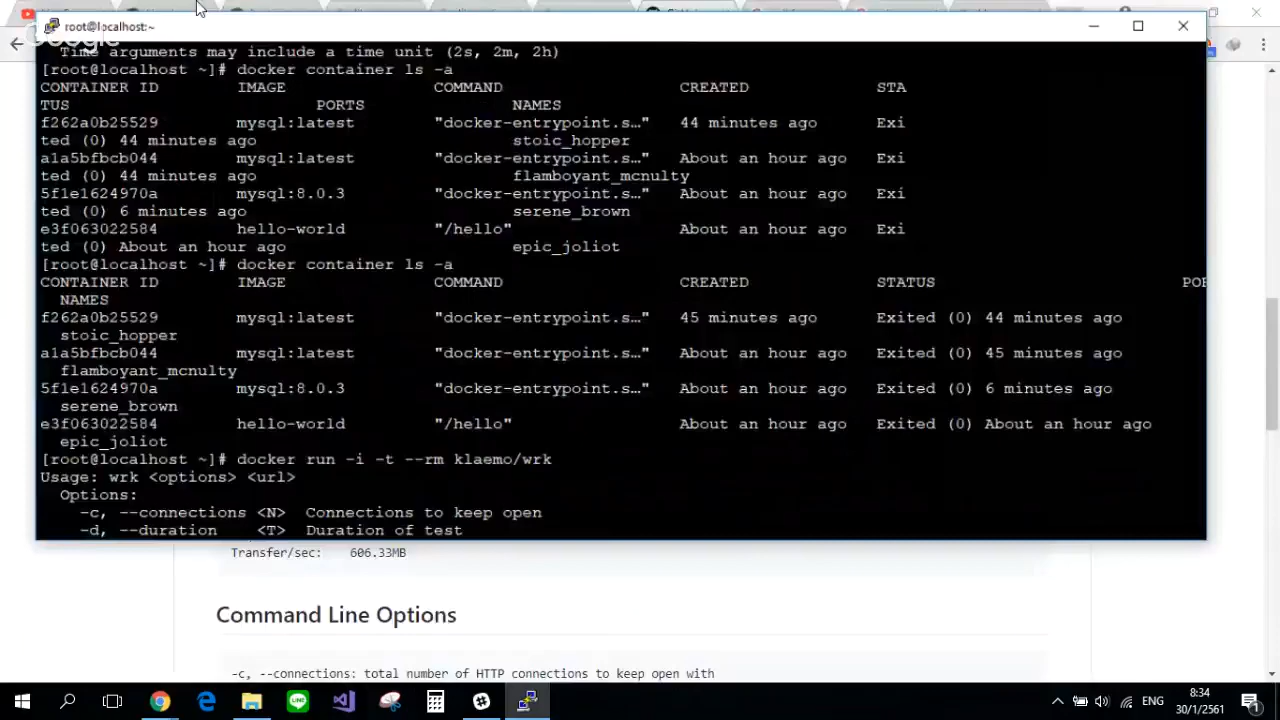 root@localhost:~
Google
Time arguments may include a time unit (2s, 2m, 2h)
[root@localhost ~]# docker container ls -a
CONTAINER ID IMAGE COMMAND CREATED STA
TUS PORTS NAMES
f262a0b25529 mysql:latest "docker-entrypoint.s…" 44 minutes ago Exi
ted (0) 44 minutes ago stoic_hopper
a1a5bfbcb044 mysql:latest "docker-entrypoint.s…" About an hour ago Exi
ted (0) 44 minutes ago flamboyant_mcnulty
5f1e1624970a mysql:8.0.3 "docker-entrypoint.s…" About an hour ago Exi
ted (0) 6 minutes ago serene_brown
e3f063022584 hello-world "/hello" About an hour ago Exi
ted (0) About an hour ago epic_joliot
[root@localhost ~]# docker container ls -a
CONTAINER ID IMAGE COMMAND CREATED STATUS POR
NAMES
f262a0b25529 mysql:latest "docker-entrypoint.s…" 45 minutes ago Exited (0) 44 minutes ago
stoic_hopper
a1a5bfbcb044 mysql:latest "docker-entrypoint.s…" About an hour ago Exited (0) 45 minutes ago
flamboyant_mcnulty
5f1e1624970a mysql:8.0.3 "docker-entrypoint.s…" About an hour ago Exited (0) 6 minutes ago
serene_brown
e3f063022584 hello-world "/hello" About an hour ago Exited (0) About an hour ago
epic_joliot
[root@localhost ~]# docker run -i -t --rm klaemo/wrk
Usage: wrk <options> <url>
Options:
-c, --connections <N> Connections to keep open
-d, --duration <T> Duration of test
Transfer/sec: 606.33MB
Command Line Options
-c, --connections: total number of HTTP connections to keep open with
ENG
8:34
30/1/2561